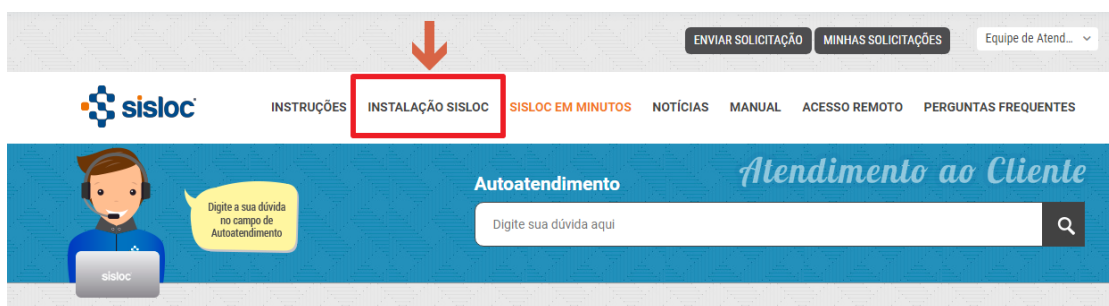 ENVIAR SOLICITAÇÃO MINHAS SOLICITAÇÕES Equipe de Atend...
sisloc INSTRUÇÕES INSTALAÇÃO SISLOC SISLOC EM MINUTOS NOTÍCIAS MANUAL ACESSO REMOTO PERGUNTAS FREQUENTES
Atendimento ao Cliente
Autoatendimento
Digite a sua dúvida
no campo de
Autoatendimento
Digite sua dúvida aqui
sisloc